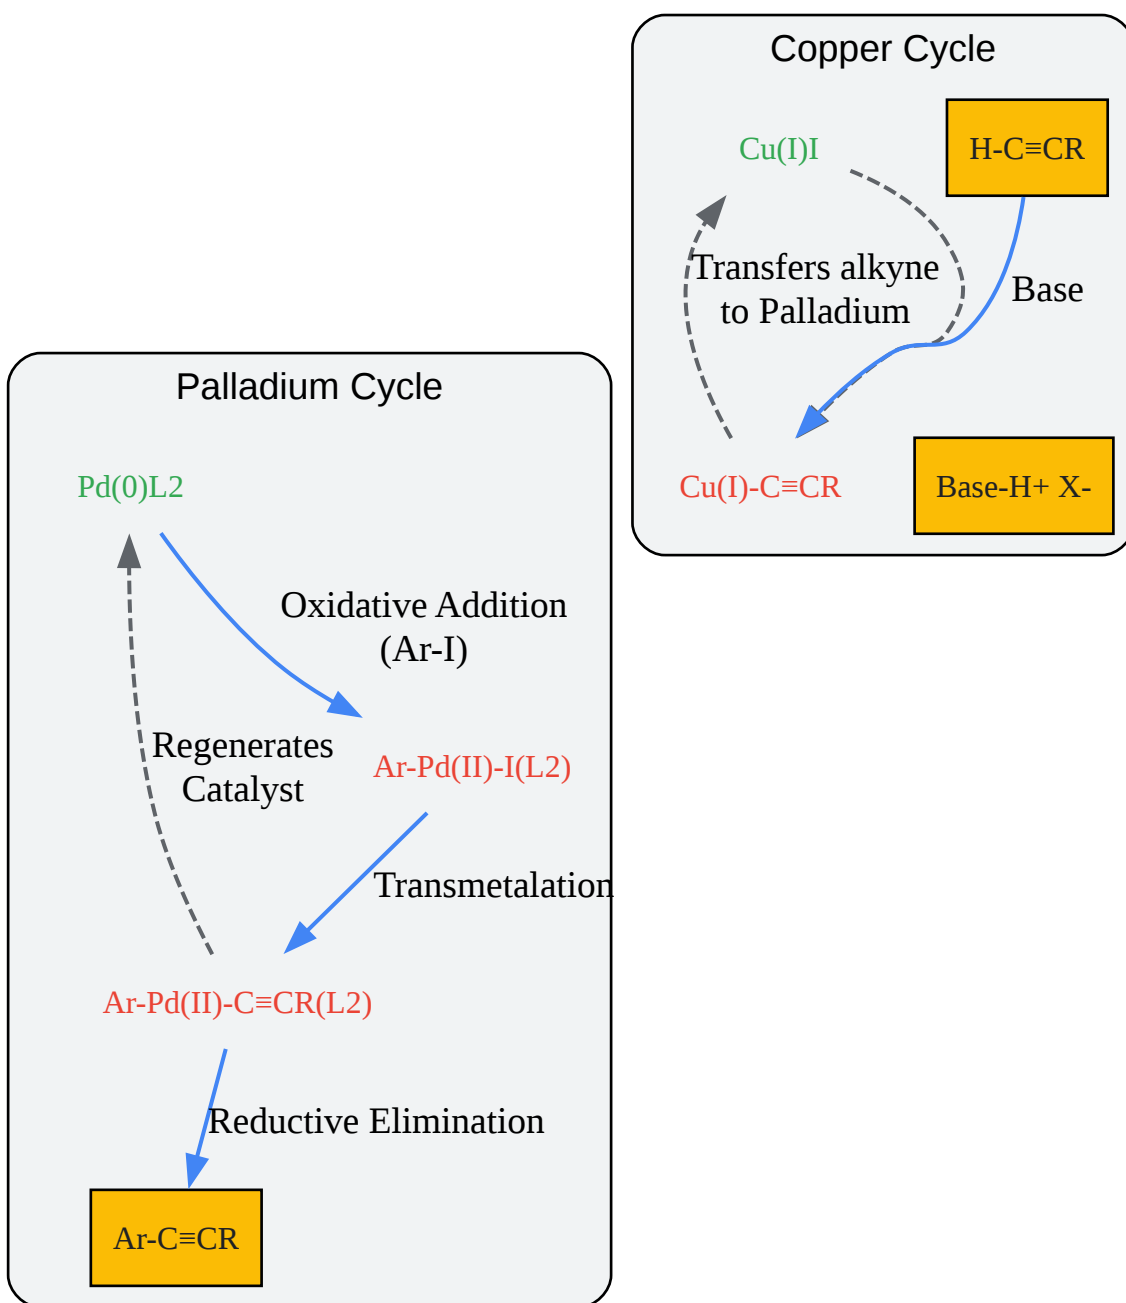 Copper Cycle
Cu(I)I
H-C≡CR
Transfers alkyne
to Palladium
Base
Cu(I)-C≡CR
Base-H+ X-
Palladium Cycle
Pd(0)L2
Oxidative Addition
(Ar-I)
Regenerates
Catalyst
Ar-Pd(II)-I(L2)
Transmetalation
Ar-Pd(II)-C≡CR(L2)
Reductive Elimination
Ar-C≡CR